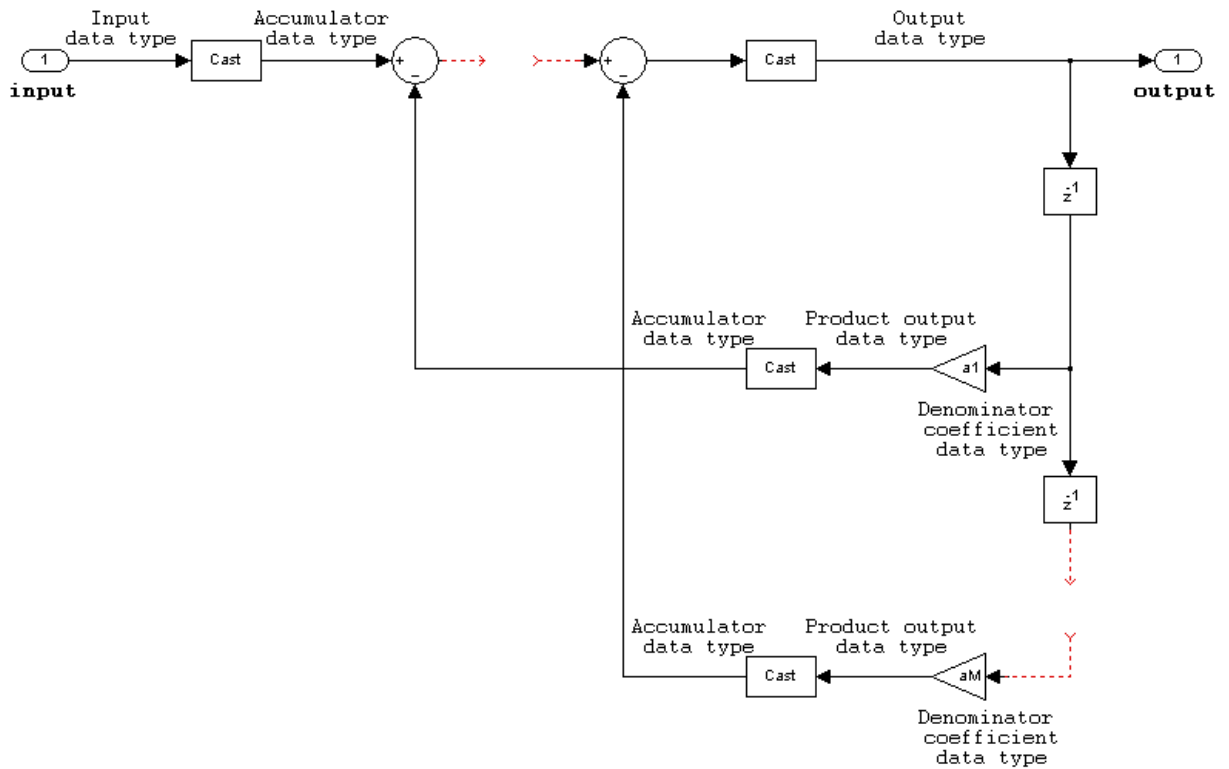 Input
data type
Accumulator
data type
Output
data type
1
Cast
+
−
+
−
Cast
1
input
output
z-1
Accumulator
data type
Product output
data type
Cast
a1
Denominator
coefficient
data type
z-1
Accumulator
data type
Product output
data type
Cast
aM
Denominator
coefficient
data type